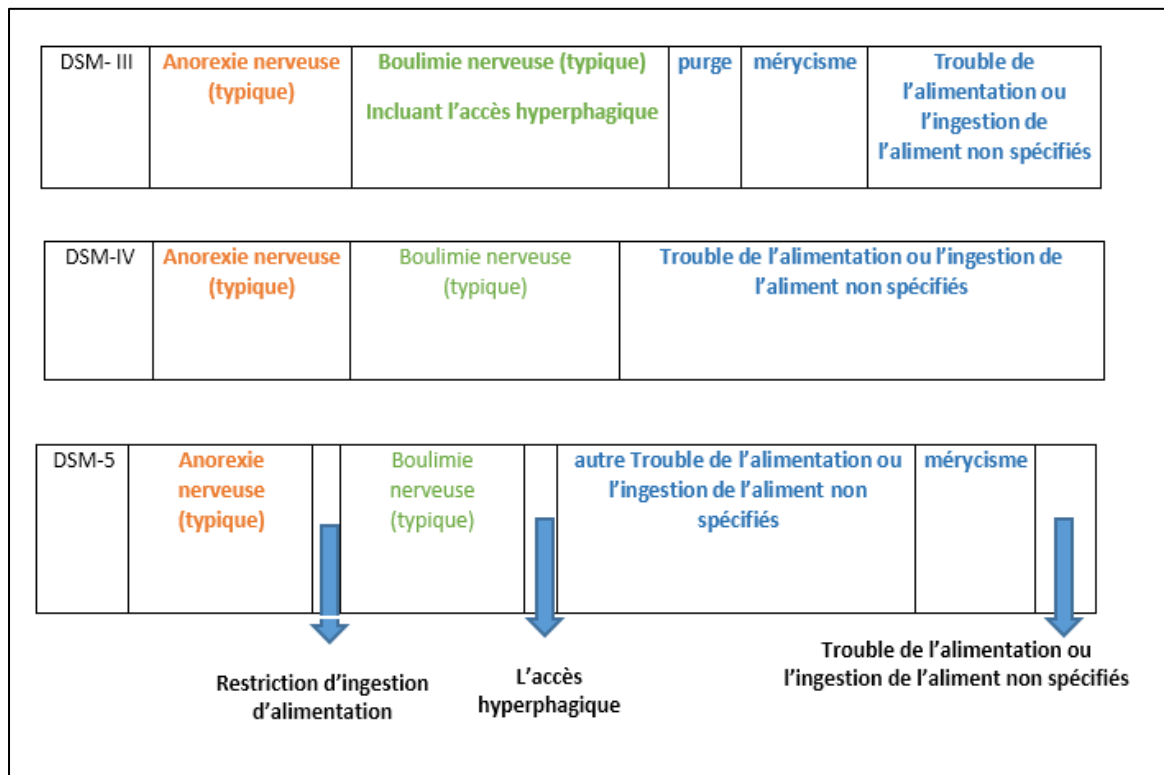 DSM- III
Anorexie nerveuse
(typique)
Boulimie nerveuse (typique)
Incluant l’accès hyperphagique
purge
mérycisme
Trouble de
l’alimentation ou
l’ingestion de
l’aliment non spécifiés
DSM-IV
Anorexie nerveuse
(typique)
Boulimie nerveuse
(typique)
Trouble de l’alimentation ou l’ingestion de
l’aliment non spécifiés
DSM-5
Anorexie
nerveuse
(typique)
Boulimie
nerveuse
(typique)
autre Trouble de l’alimentation ou
l’ingestion de l’aliment non
spécifiés
mérycisme
Restriction d’ingestion
d’alimentation
L’accès
hyperphagique
Trouble de l’alimentation ou
l’ingestion de l’aliment non spécifiés